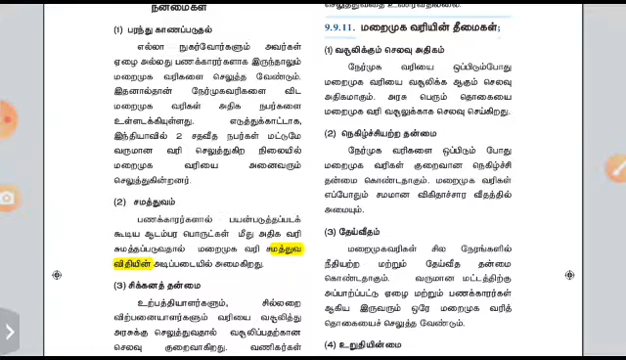 நன்மைகள்
(1) பரந்து காணப்படுதல்
எல்லா நுகர்வோர்களும் அவர்கள்
ஏழை அல்லது பணக்காரர்களாக இருந்தாலும்
மறைமுக வரிகளை செலுத்த வேண்டும்.
இதனால்தான் நேர்முகவரிகளை விட
மறைமுக வரிகள் அதிக நபர்களை
உள்ளடக்கியுள்ளது. எடுத்துக்காட்டாக,
இந்தியாவில் 2 சதவீத நபர்கள் மட்டுமே
வருமான வரி செலுத்துகிற நிலையில்
மறைமுக வரியை அனைவரும்
செலுத்துகின்றனர்.
(2) சமத்துவம்
பணக்காரர்களால் பயன்படுத்தப்படக்
கூடிய ஆடம்பர பொருட்கள் மீது அதிக வரி
சுமத்தப்படுவதால் மறைமுக வரி சமத்துவ
விதியின் அடிப்படையில் அமைகிறது.
(3) சிக்கனத் தன்மை
உற்பத்தியாளர்களும், சில்லறை
விற்பனையாளர்களும் வரியை வசூலித்து
அரசுக்கு செலுத்துவதால் வசூலிப்பதற்கான
செலவு குறைவாகிறது. வணிகர்கள்
செலுத்துவதை உணர்வதில்லை.
9.9.11. மறைமுக வரியின் தீமைகள்;
(1) வசூலிக்கும் செலவு அதிகம்
நேர்முக வரியை ஒப்பிடும்போது
மறைமுக வரியை வசூலிக்க ஆகும் செலவு
அதிகமாகும். அரசு பெரும் தொகையை
மறைமுக வரி வசூலுக்காக செலவு செய்கிறது.
(2) நெகிழ்ச்சியற்ற தன்மை
நேர்முக வரிகளை ஒப்பிடும் போது
மறைமுக வரிகள் குறைவான நெகிழ்ச்சி
தன்மை கொண்டதாகும். மறைமுக வரிகள்
எப்போதும் சமமான விகிதாச்சார வீதத்தில்
அமையும்.
(3) தேய்வீதம்
மறைமுகவரிகள் சில நேரங்களில்
நீதியற்ற மற்றும் தேய்வீத தன்மை
கொண்டதாகும். வருமான மட்டத்திற்கு
அப்பாற்பட்டு ஏழை மற்றும் பணக்காரர்கள்
ஆகிய இருவரும் ஒரே மறைமுக வரித்
தொகையைச் செலுத்த வேண்டும்.
(4) உறுதியின்மை